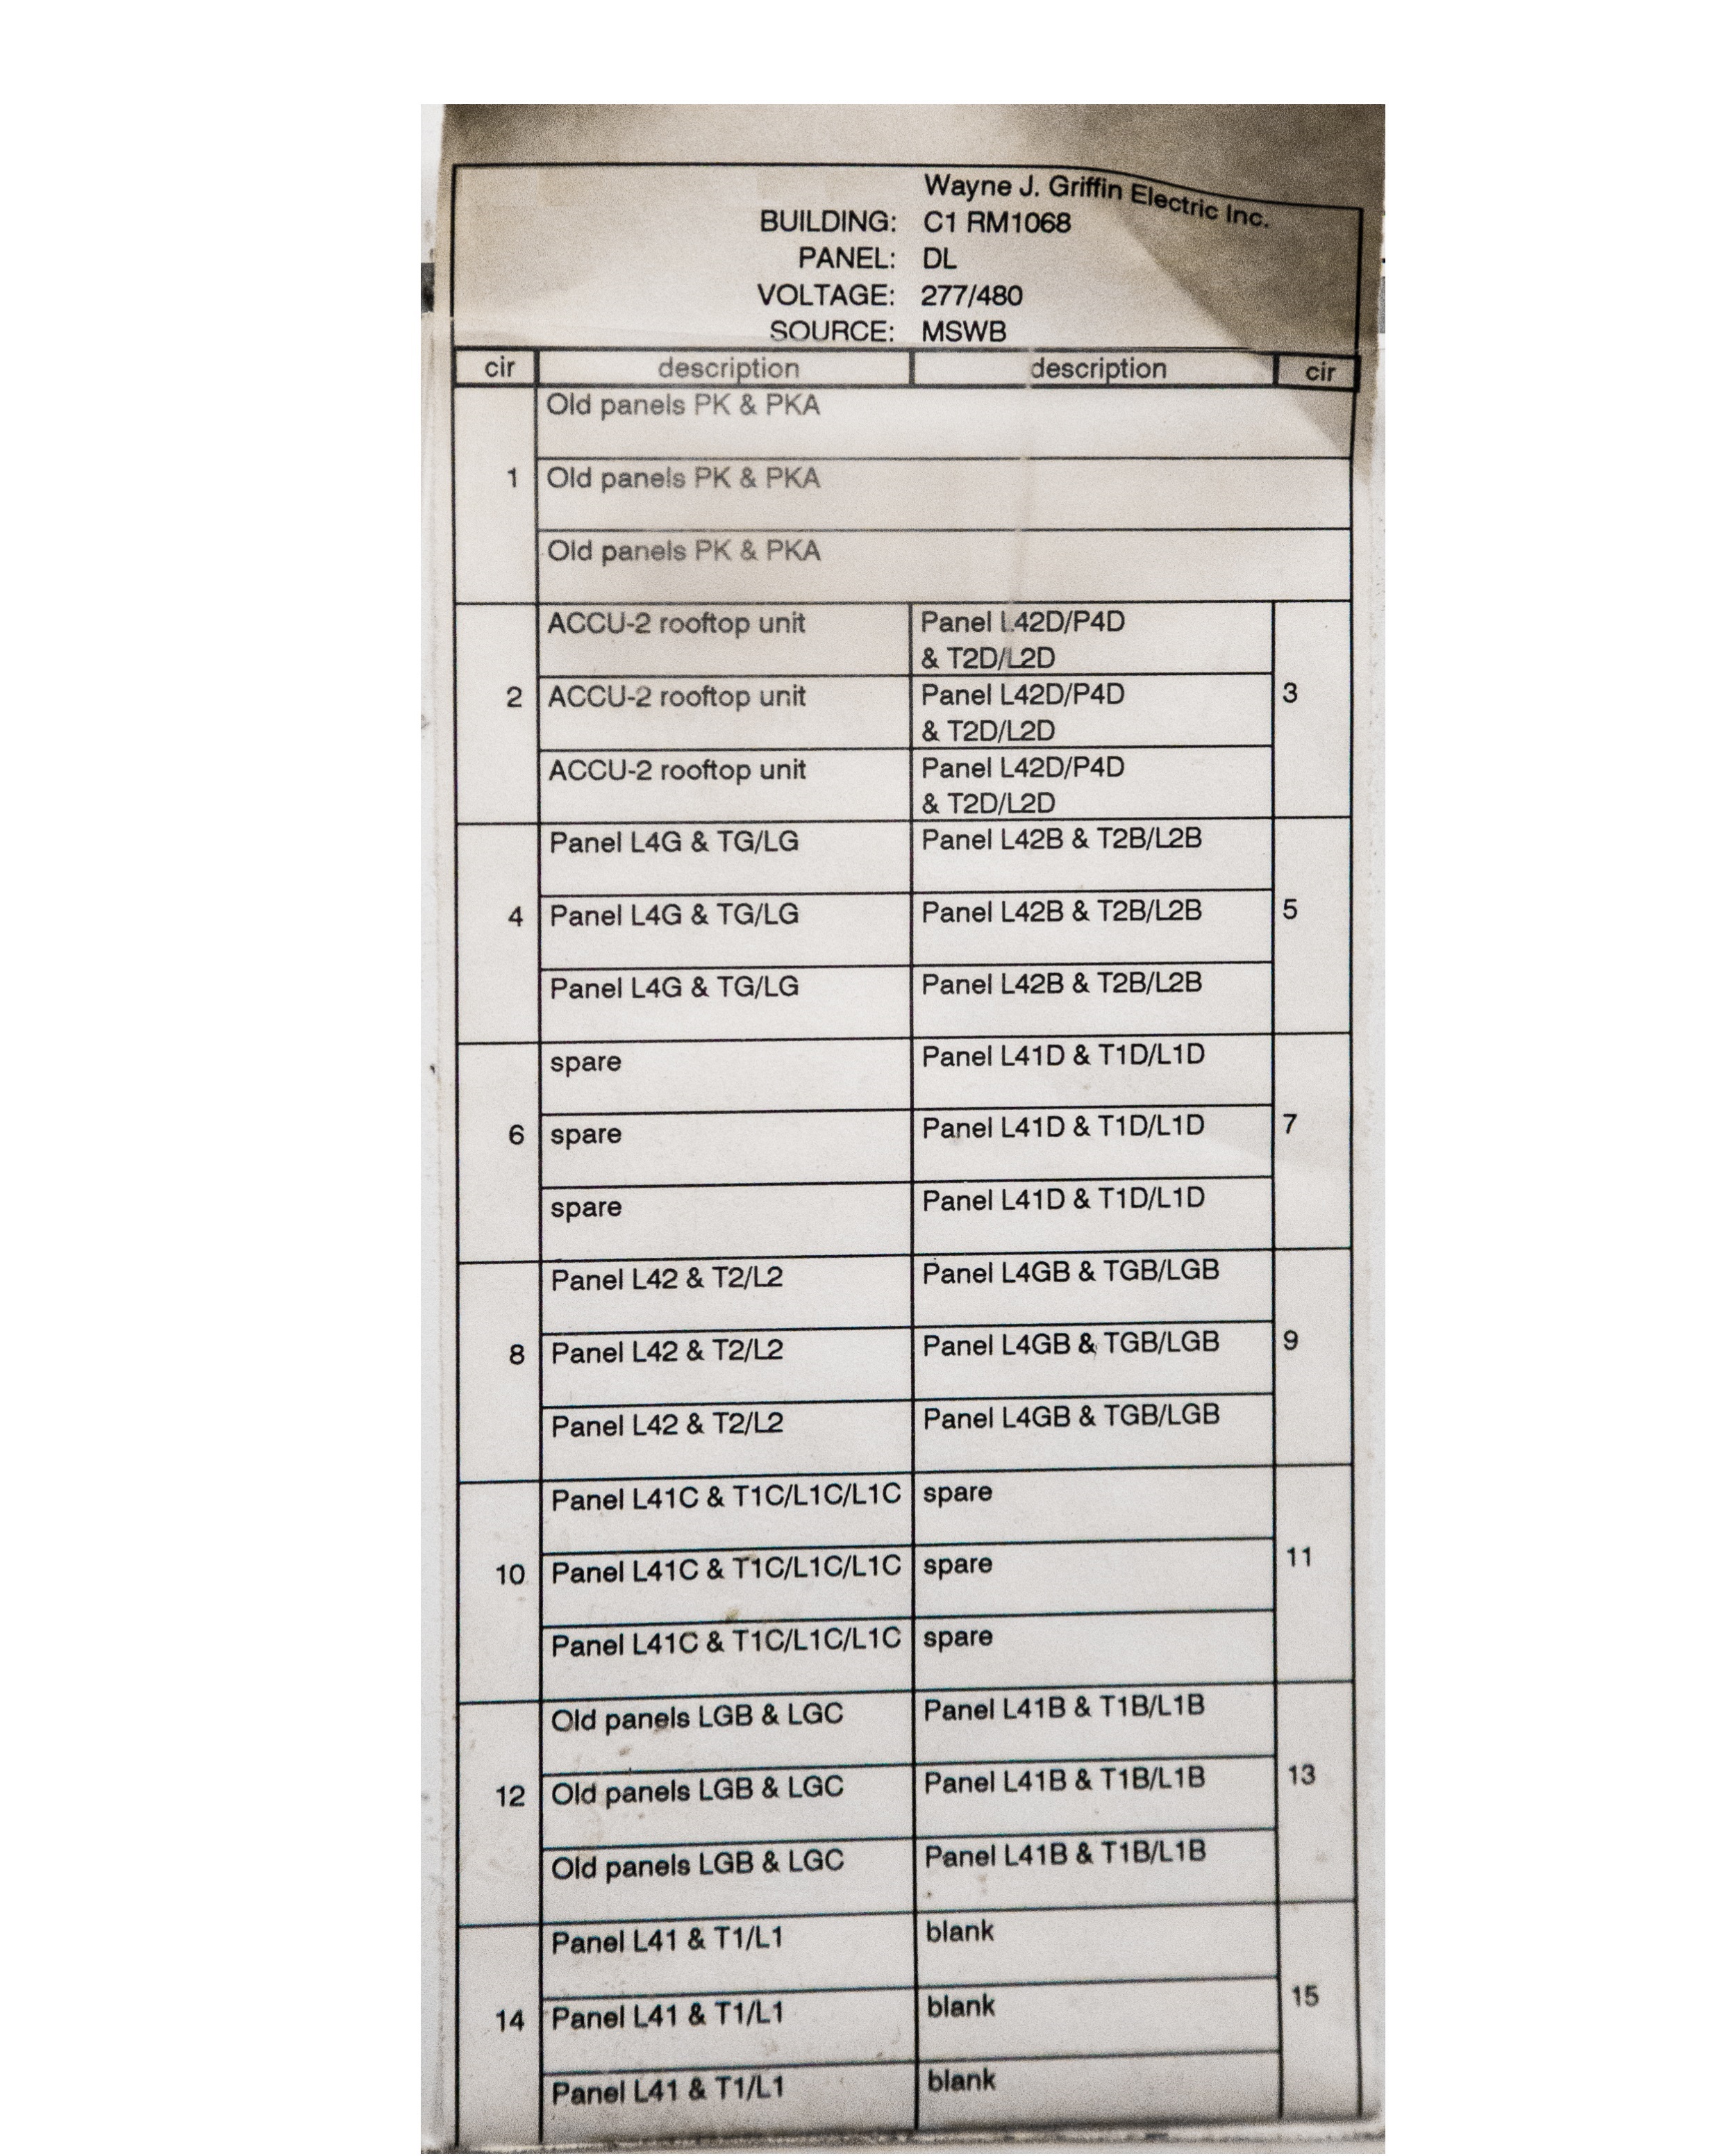 Wayne J. Griffin Electric Inc.
BUILDING: C1 RM1068
PANEL: DL
VOLTAGE: 277/480
SOURCE: MSWB
cir description description cir
Old panels PK & PKA
1 Old panels PK & PKA
Old panels PK & PKA
ACCU-2 rooftop unit Panel L42D/P4D
& T2D/L2D
2 ACCU-2 rooftop unit Panel L42D/P4D 3
& T2D/L2D
ACCU-2 rooftop unit Panel L42D/P4D
& T2D/L2D
Panel L4G & TG/LG Panel L42B & T2B/L2B
4 Panel L4G & TG/LG Panel L42B & T2B/L2B 5
Panel L4G & TG/LG Panel L42B & T2B/L2B
spare Panel L41D & T1D/L1D
6 spare Panel L41D & T1D/L1D 7
spare Panel L41D & T1D/L1D
Panel L42 & T2/L2 Panel L4GB & TGB/LGB
8 Panel L42 & T2/L2 Panel L4GB & TGB/LGB 9
Panel L42 & T2/L2 Panel L4GB & TGB/LGB
Panel L41C & T1C/L1C/L1C spare
10 Panel L41C & T1C/L1C/L1C spare 11
Panel L41C & T1C/L1C/L1C spare
Old panels LGB & LGC Panel L41B & T1B/L1B
12 Old panels LGB & LGC Panel L41B & T1B/L1B 13
Old panels LGB & LGC Panel L41B & T1B/L1B
Panel L41 & T1/L1 blank
14 Panel L41 & T1/L1 blank 15
Panel L41 & T1/L1 blank